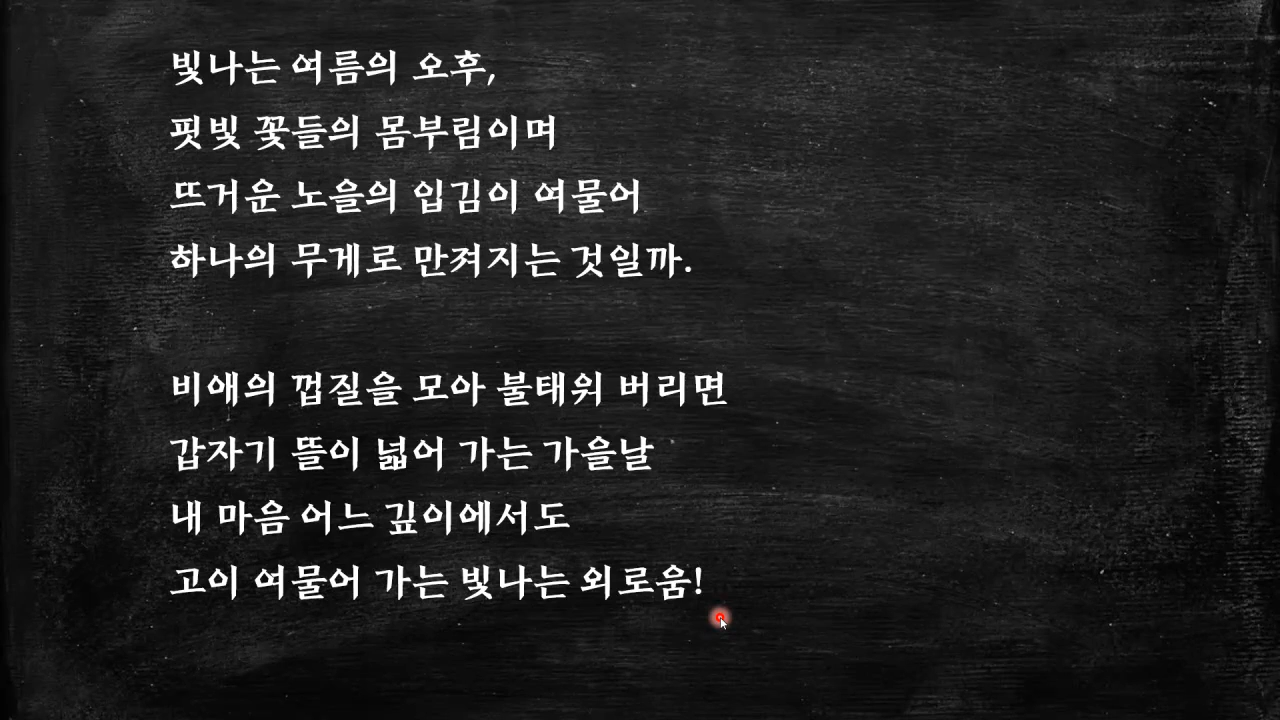 빛나는 여름의 오후,
핏빛 꽃들의 몸부림이며
뜨거운 노을의 입김이 여물어
하나의 무게로 만져지는 것일까.
비애의 껍질을 모아 불태워 버리면
갑자기 뜰이 넓어 가는 가을날
내 마음 어느 깊이에서도
고이 여물어 가는 빛나는 외로움!